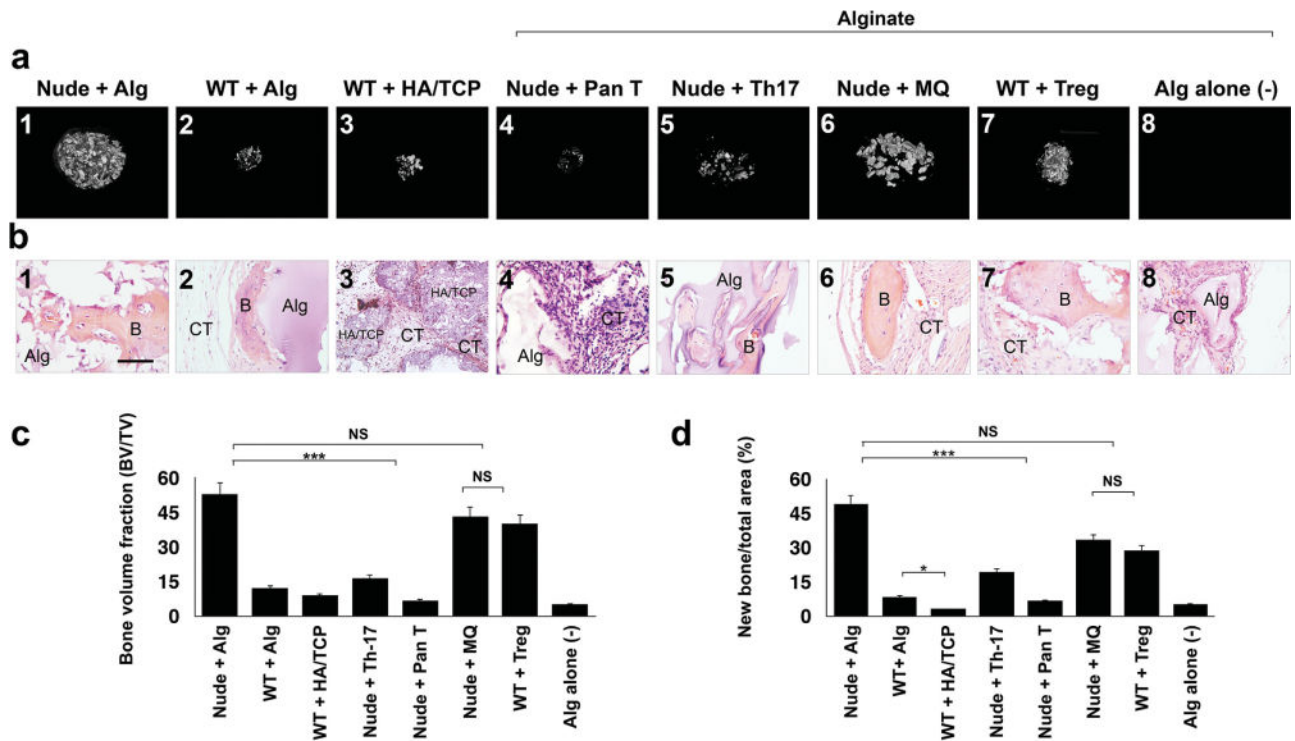 Alginate
a
Nude + Alg WT + Alg WT + HA/TCP Nude + Pan T Nude + Th17 Nude + MQ WT + Treg Alg alone (-)
1 2 3 4 5 6 7 8
b
1 2 3 4 5 6 7 8
Alg B
CT B Alg
HA/TCP HA/TCP CT CT
Alg CT
Alg B
B CT
CT
CT Alg
c
Bone volume fraction (BV/TV)
NS
***
NS
60
45
30
15
0
Nude + Alg
WT + Alg
WT + HA/TCP
Nude + Th-17
Nude + Pan T
Nude + MQ
WT + Treg
Alg alone (-)
d
New bone/total area (%)
NS
***
NS
*
60
45
30
15
0
Nude + Alg
WT+ Alg
WT + HA/TCP
Nude + Th-17
Nude + Pan T
Nude + MQ
WT + Treg
Alg alone (-)